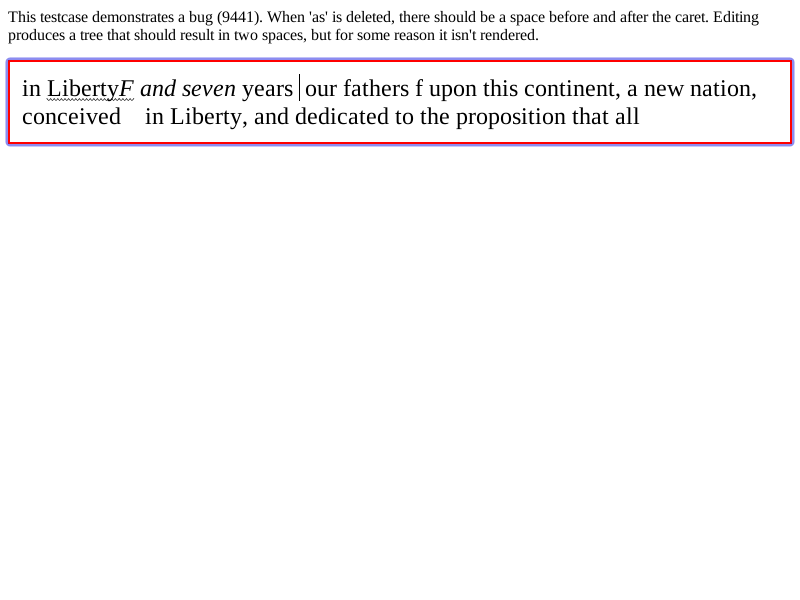 This testcase demonstrates a bug (9441). When 'as' is deleted, there should be a space before and after the caret. Editing
produces a tree that should result in two spaces, but for some reason it isn't rendered.
in LibertyF and seven years our fathers f upon this continent, a new nation,
conceived    in Liberty, and dedicated to the proposition that all